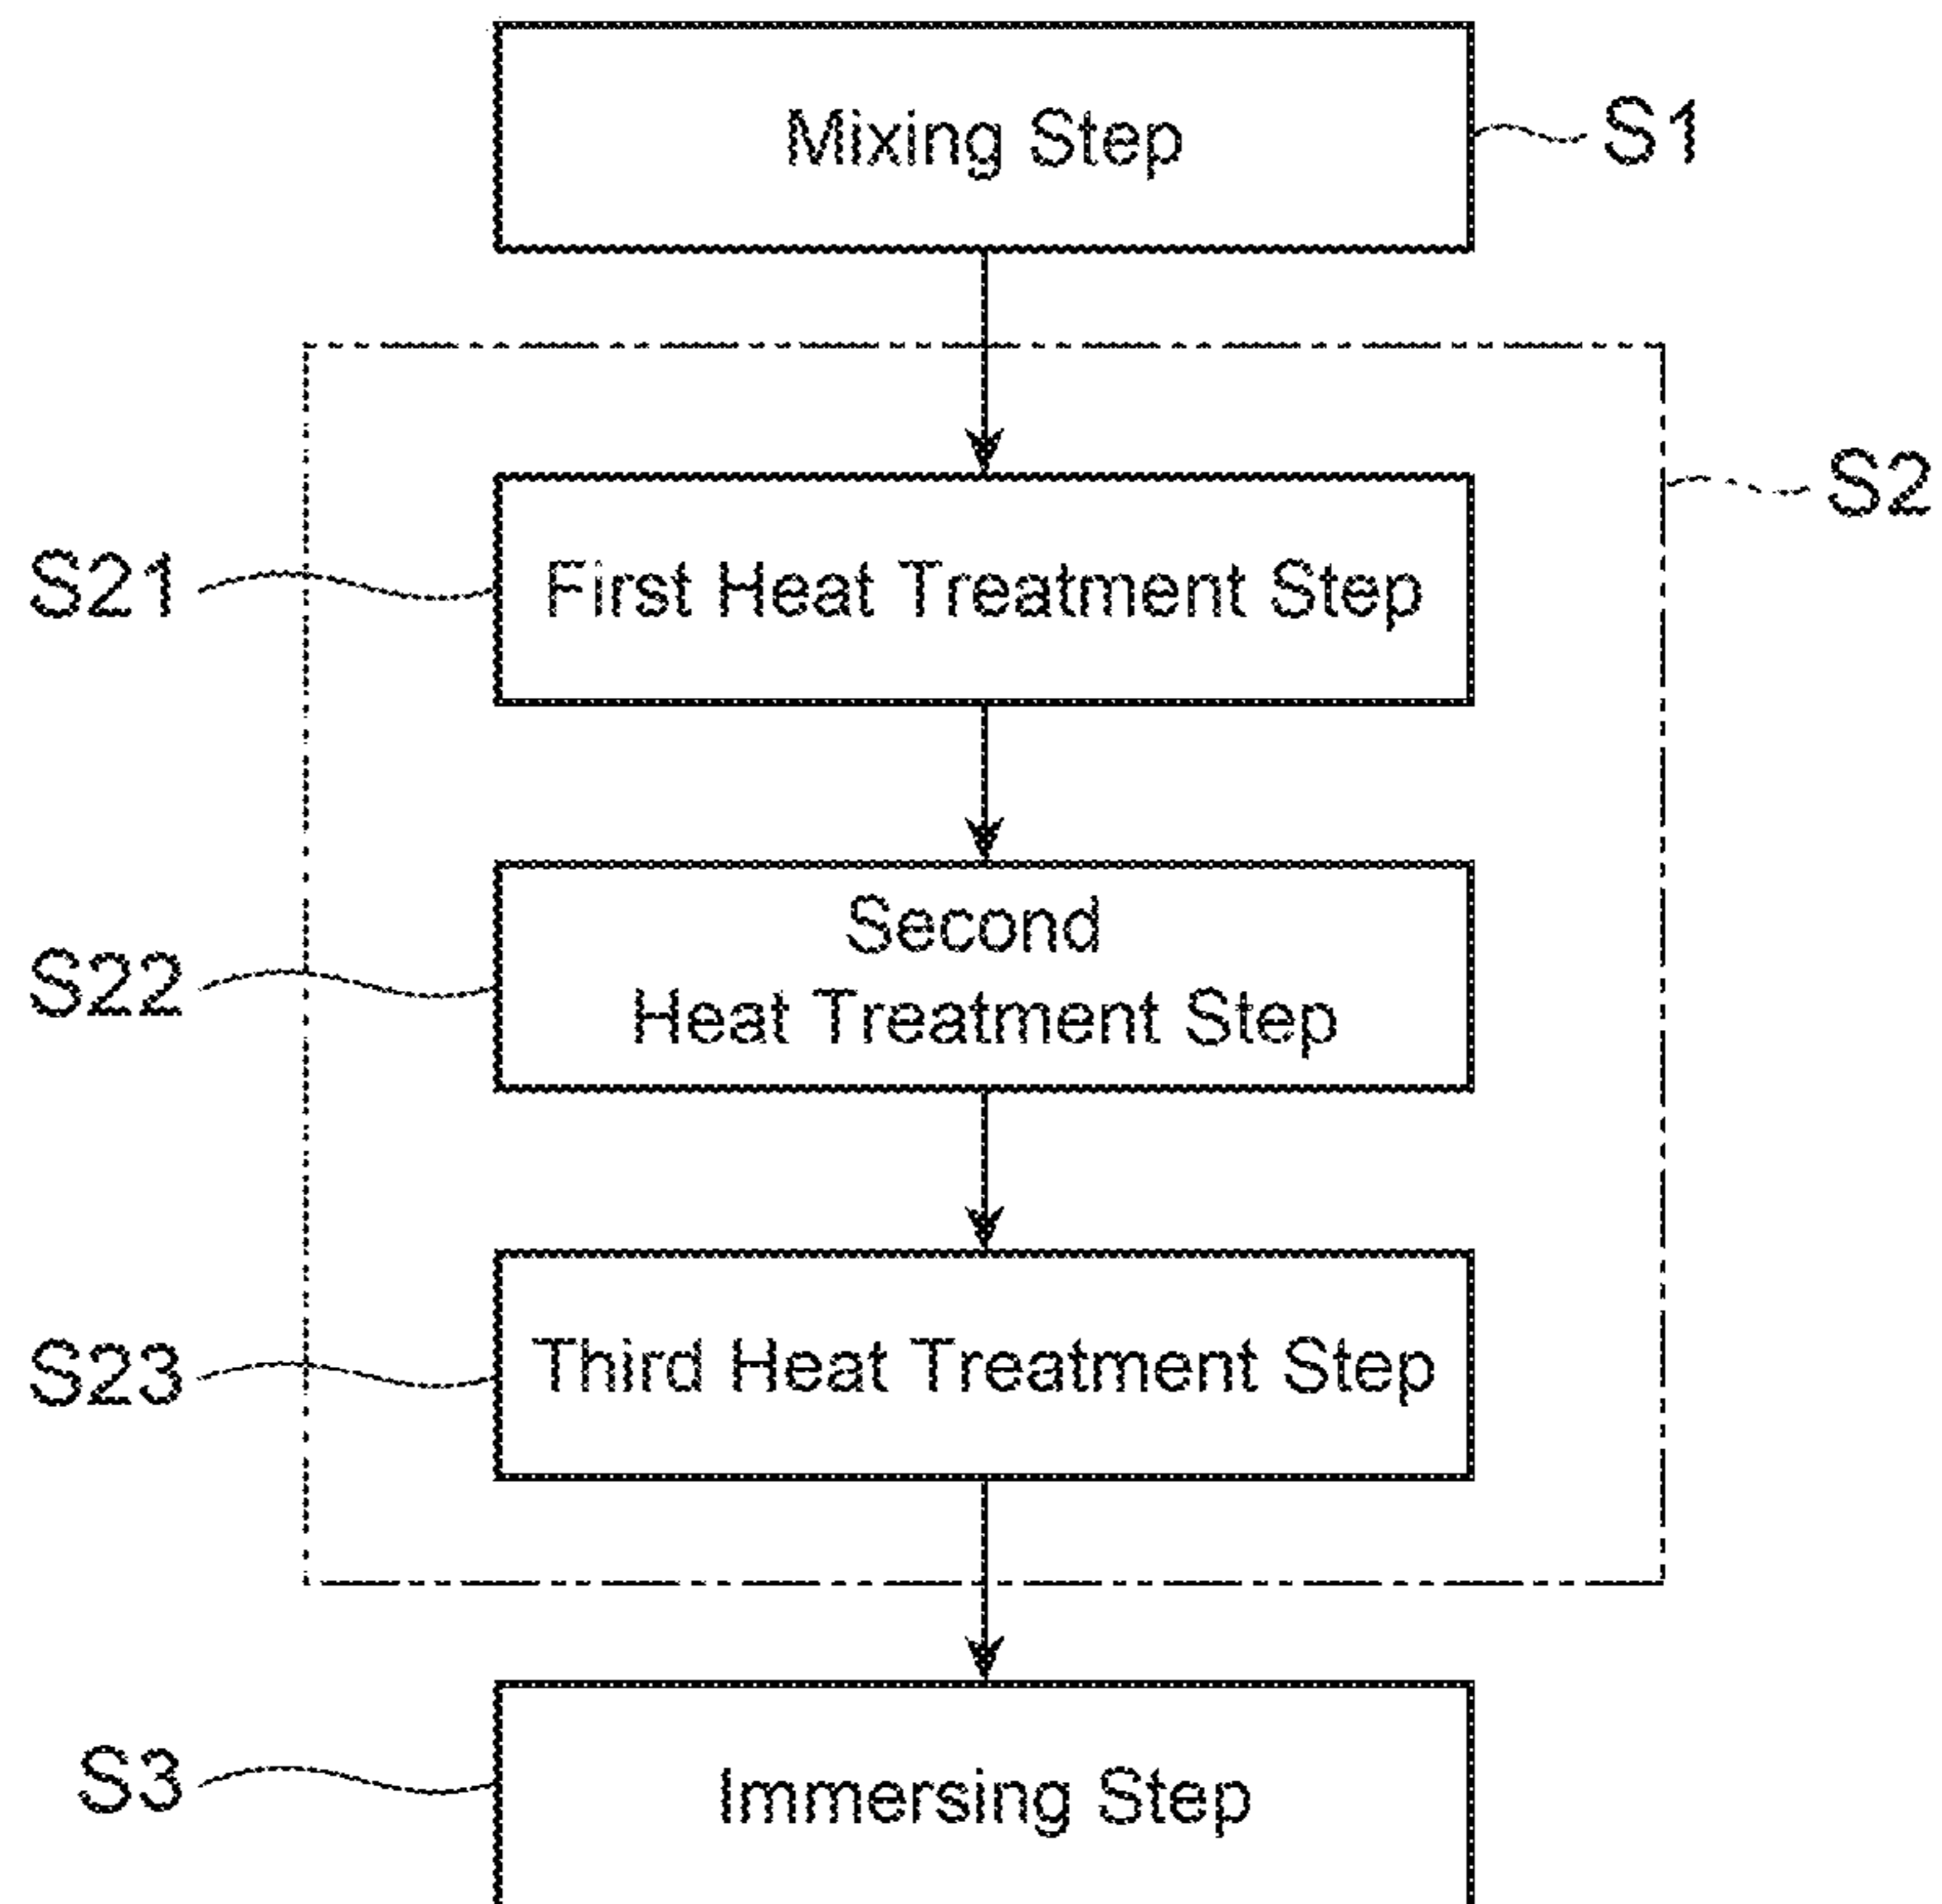 Mixing Step
S1
S2
S21
First Heat Treatment Step
S22
Second
Heat Treatment Step
S23
Third Heat Treatment Step
S3
Immersing Step